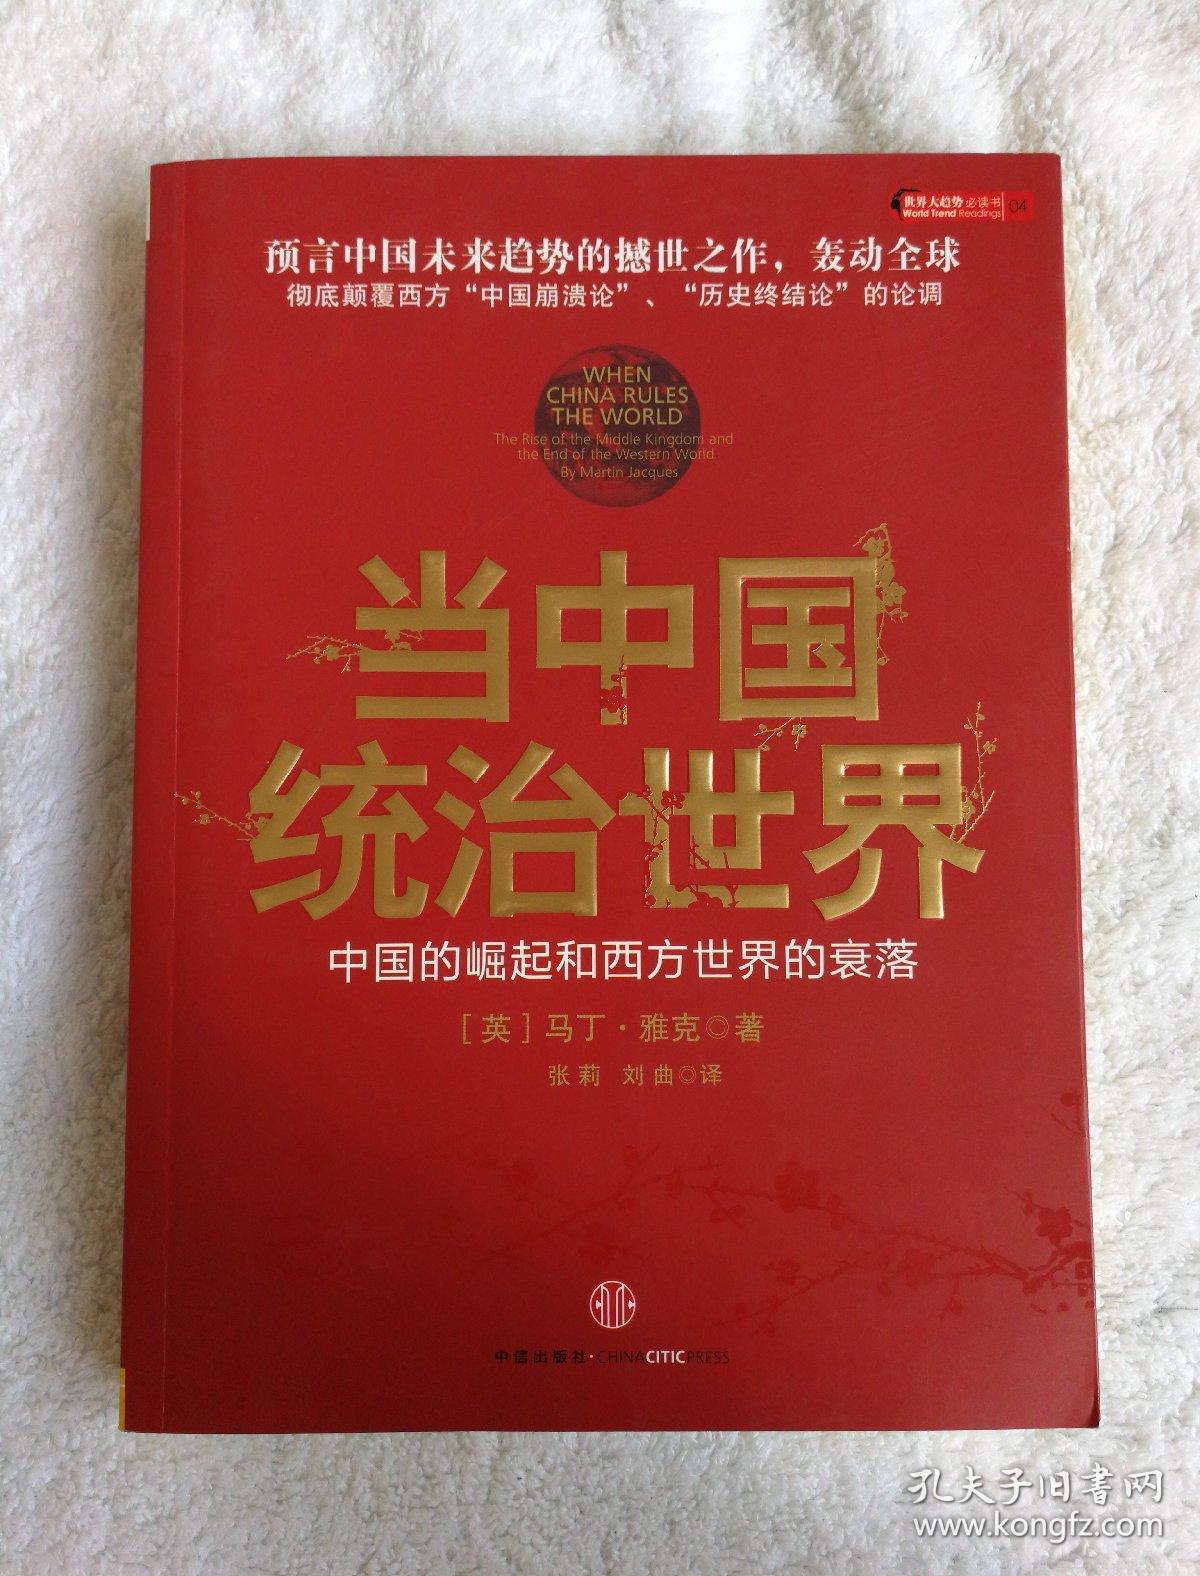 世界大趋势必读书
World Trend Readings 04
预言中国未来趋势的撼世之作，轰动全球
彻底颠覆西方“中国崩溃论”、“历史终结论”的论调
WHEN
CHINA RULES
THE WORLD
The Rise of the Middle Kingdom and
the End of the Western World
By Martin Jacques
当中国
统治世界
中国的崛起和西方世界的衰落
［英］马丁·雅克◎著
张莉 刘曲◎译
中信出版社·CHINACITICPRESS
孔夫子旧书网
www.kongfz.com